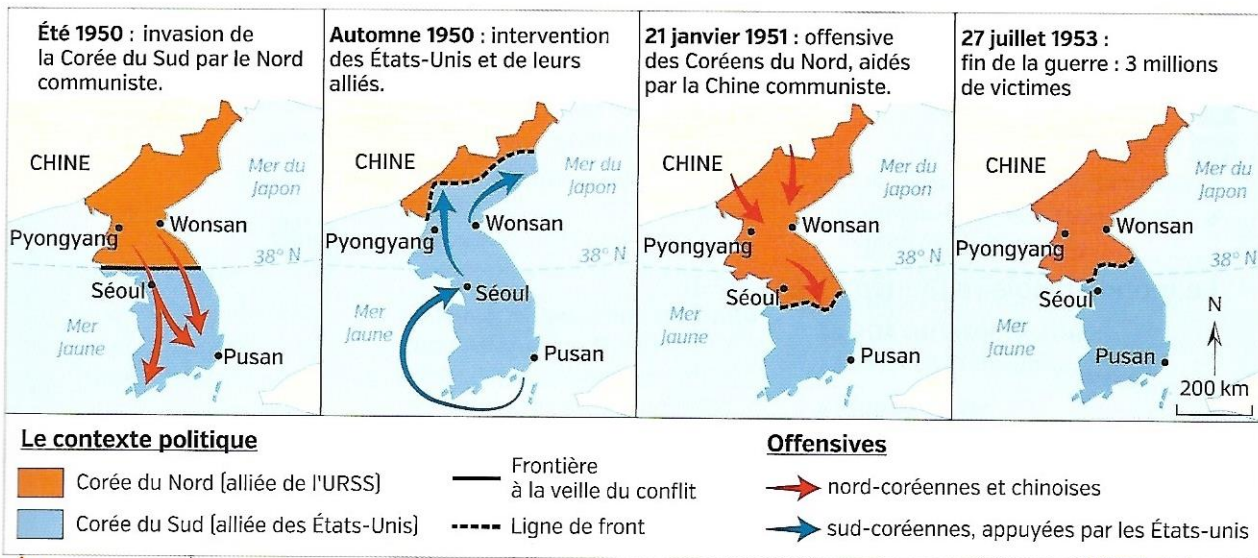 Été 1950 : invasion de
la Corée du Sud par le Nord
communiste.
CHINE
Mer du
Japon
Wonsan
Pyongyang
38° N
Séoul
Mer
Jaune
Pusan
Automne 1950 : intervention
des États-Unis et de leurs
alliés.
CHINE
Mer du
Japon
Wonsan
Pyongyang
38° N
Séoul
Mer
Jaune
Pusan
21 janvier 1951 : offensive
des Coréens du Nord, aidés
par la Chine communiste.
CHINE
Mer du
Japon
Wonsan
Pyongyang
38° N
Séoul
Mer
Jaune
Pusan
27 juillet 1953 :
fin de la guerre : 3 millions
de victimes
CHINE
Mer du
Japon
Wonsan
Pyongyang
38° N
Séoul
Mer
Jaune
N
Pusan
200 km
Le contexte politique
Corée du Nord (alliée de l'URSS)
Corée du Sud (alliée des États-Unis)
Frontière
à la veille du conflit
Ligne de front
Offensives
nord-coréennes et chinoises
sud-coréennes, appuyées par les États-unis